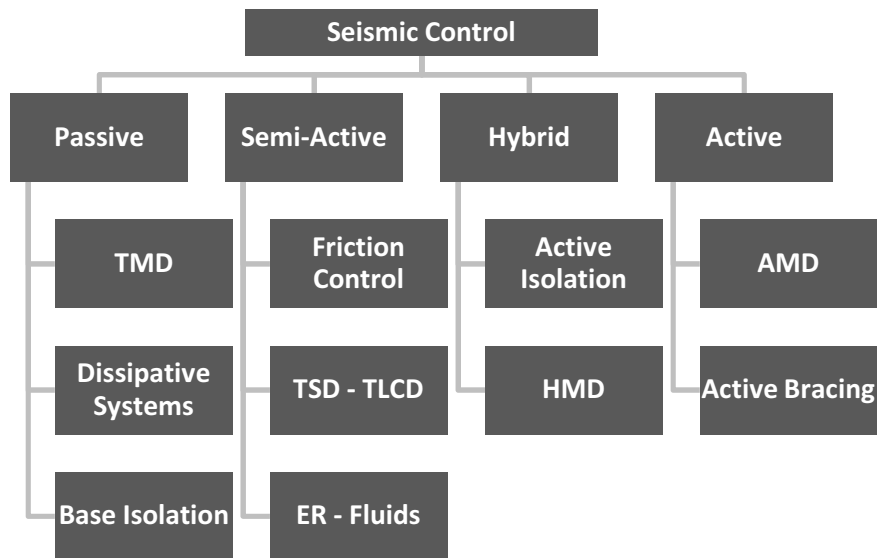 Seismic Control
Passive
Semi-Active
Hybrid
Active
TMD
Friction
Control
Active
Isolation
AMD
Dissipative
Systems
TSD - TLCD
HMD
Active Bracing
Base Isolation
ER - Fluids